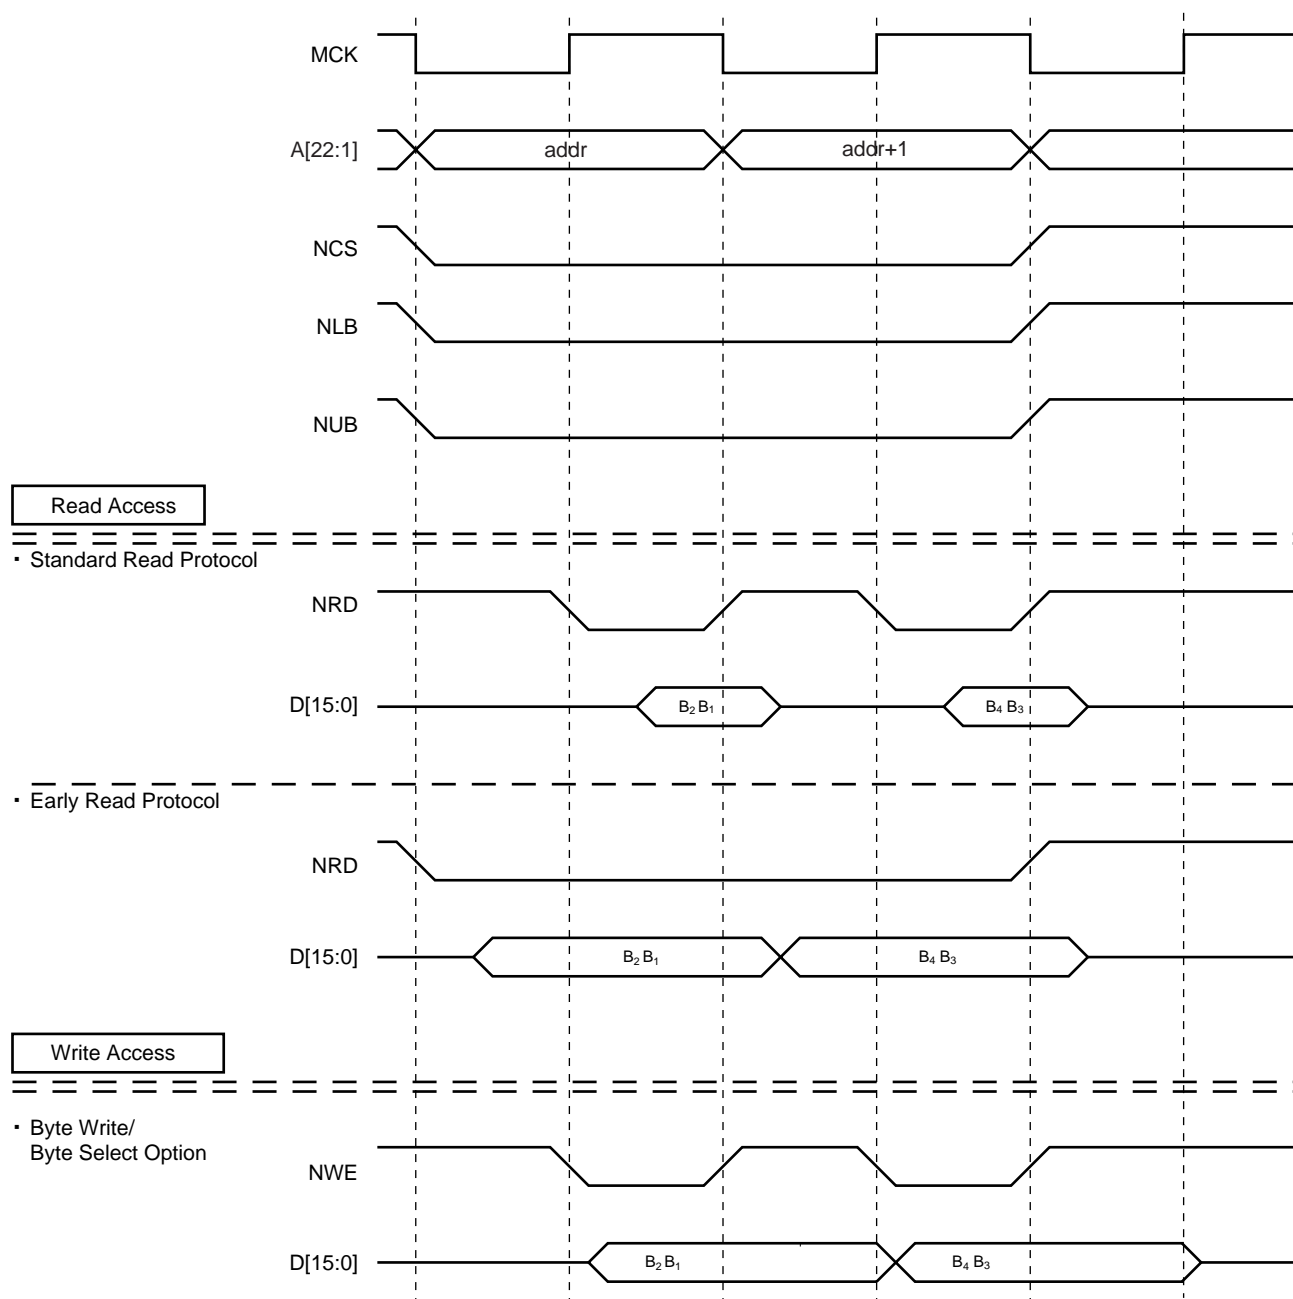 MCK
A[22:1] addr addr+1
NCS
NLB
NUB
Read Access
· Standard Read Protocol
NRD
D[15:0] B₂ B₁ B₄ B₃
· Early Read Protocol
NRD
D[15:0] B₂ B₁ B₄ B₃
Write Access
· Byte Write/
Byte Select Option
NWE
D[15:0] B₂ B₁ B₄ B₃